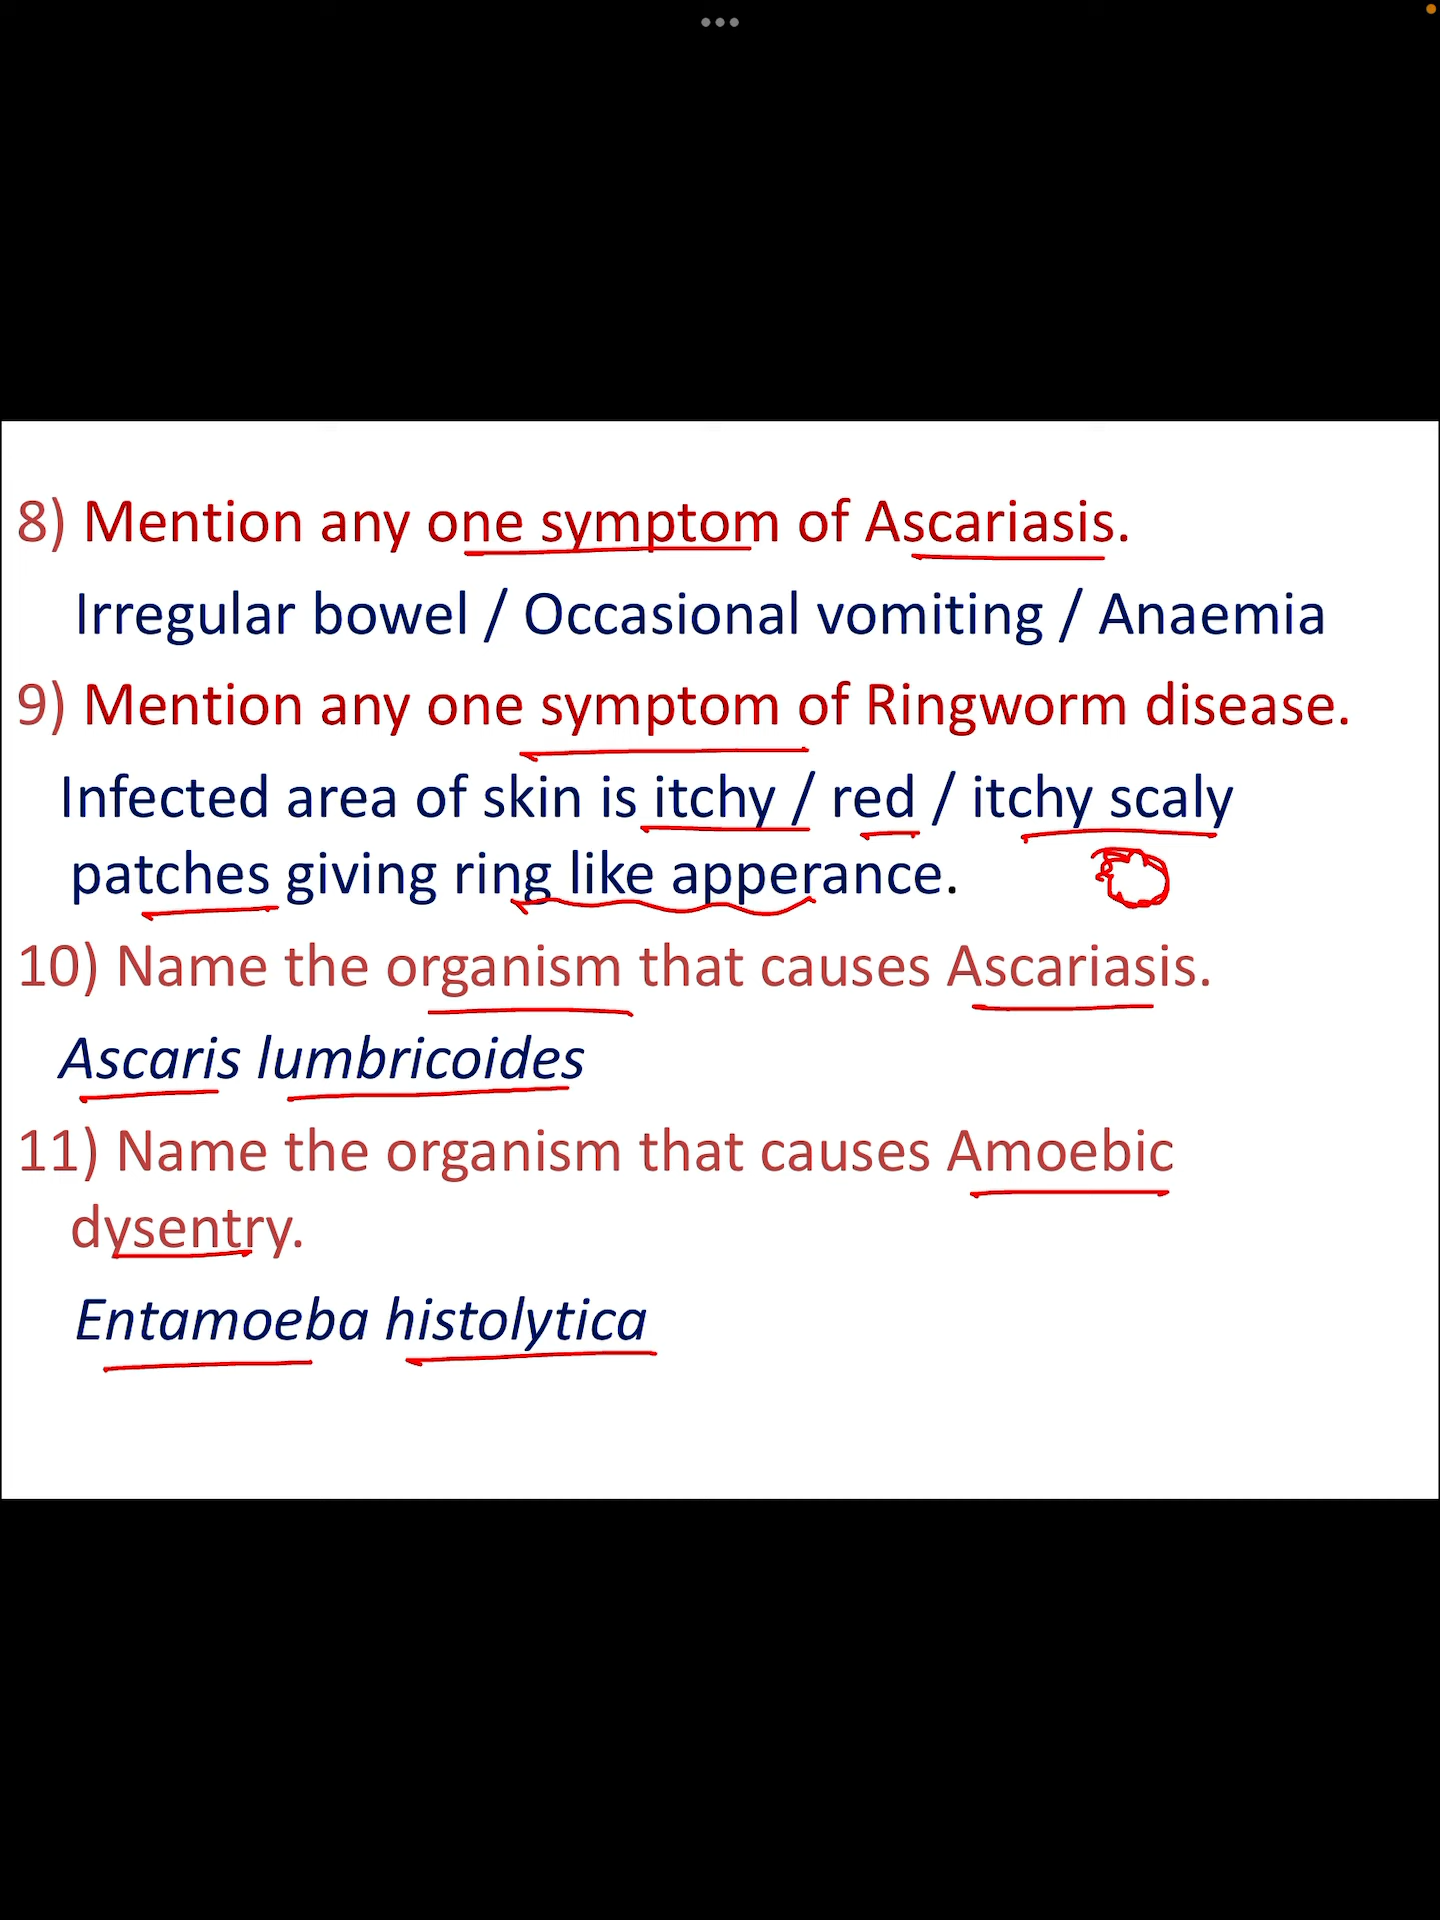 8) Mention any one symptom of Ascariasis.
Irregular bowel / Occasional vomiting / Anaemia
9) Mention any one symptom of Ringworm disease.
Infected area of skin is itchy / red / itchy scaly
patches giving ring like apperance.
10) Name the organism that causes Ascariasis.
Ascaris lumbricoides
11) Name the organism that causes Amoebic
dysentry.
Entamoeba histolytica